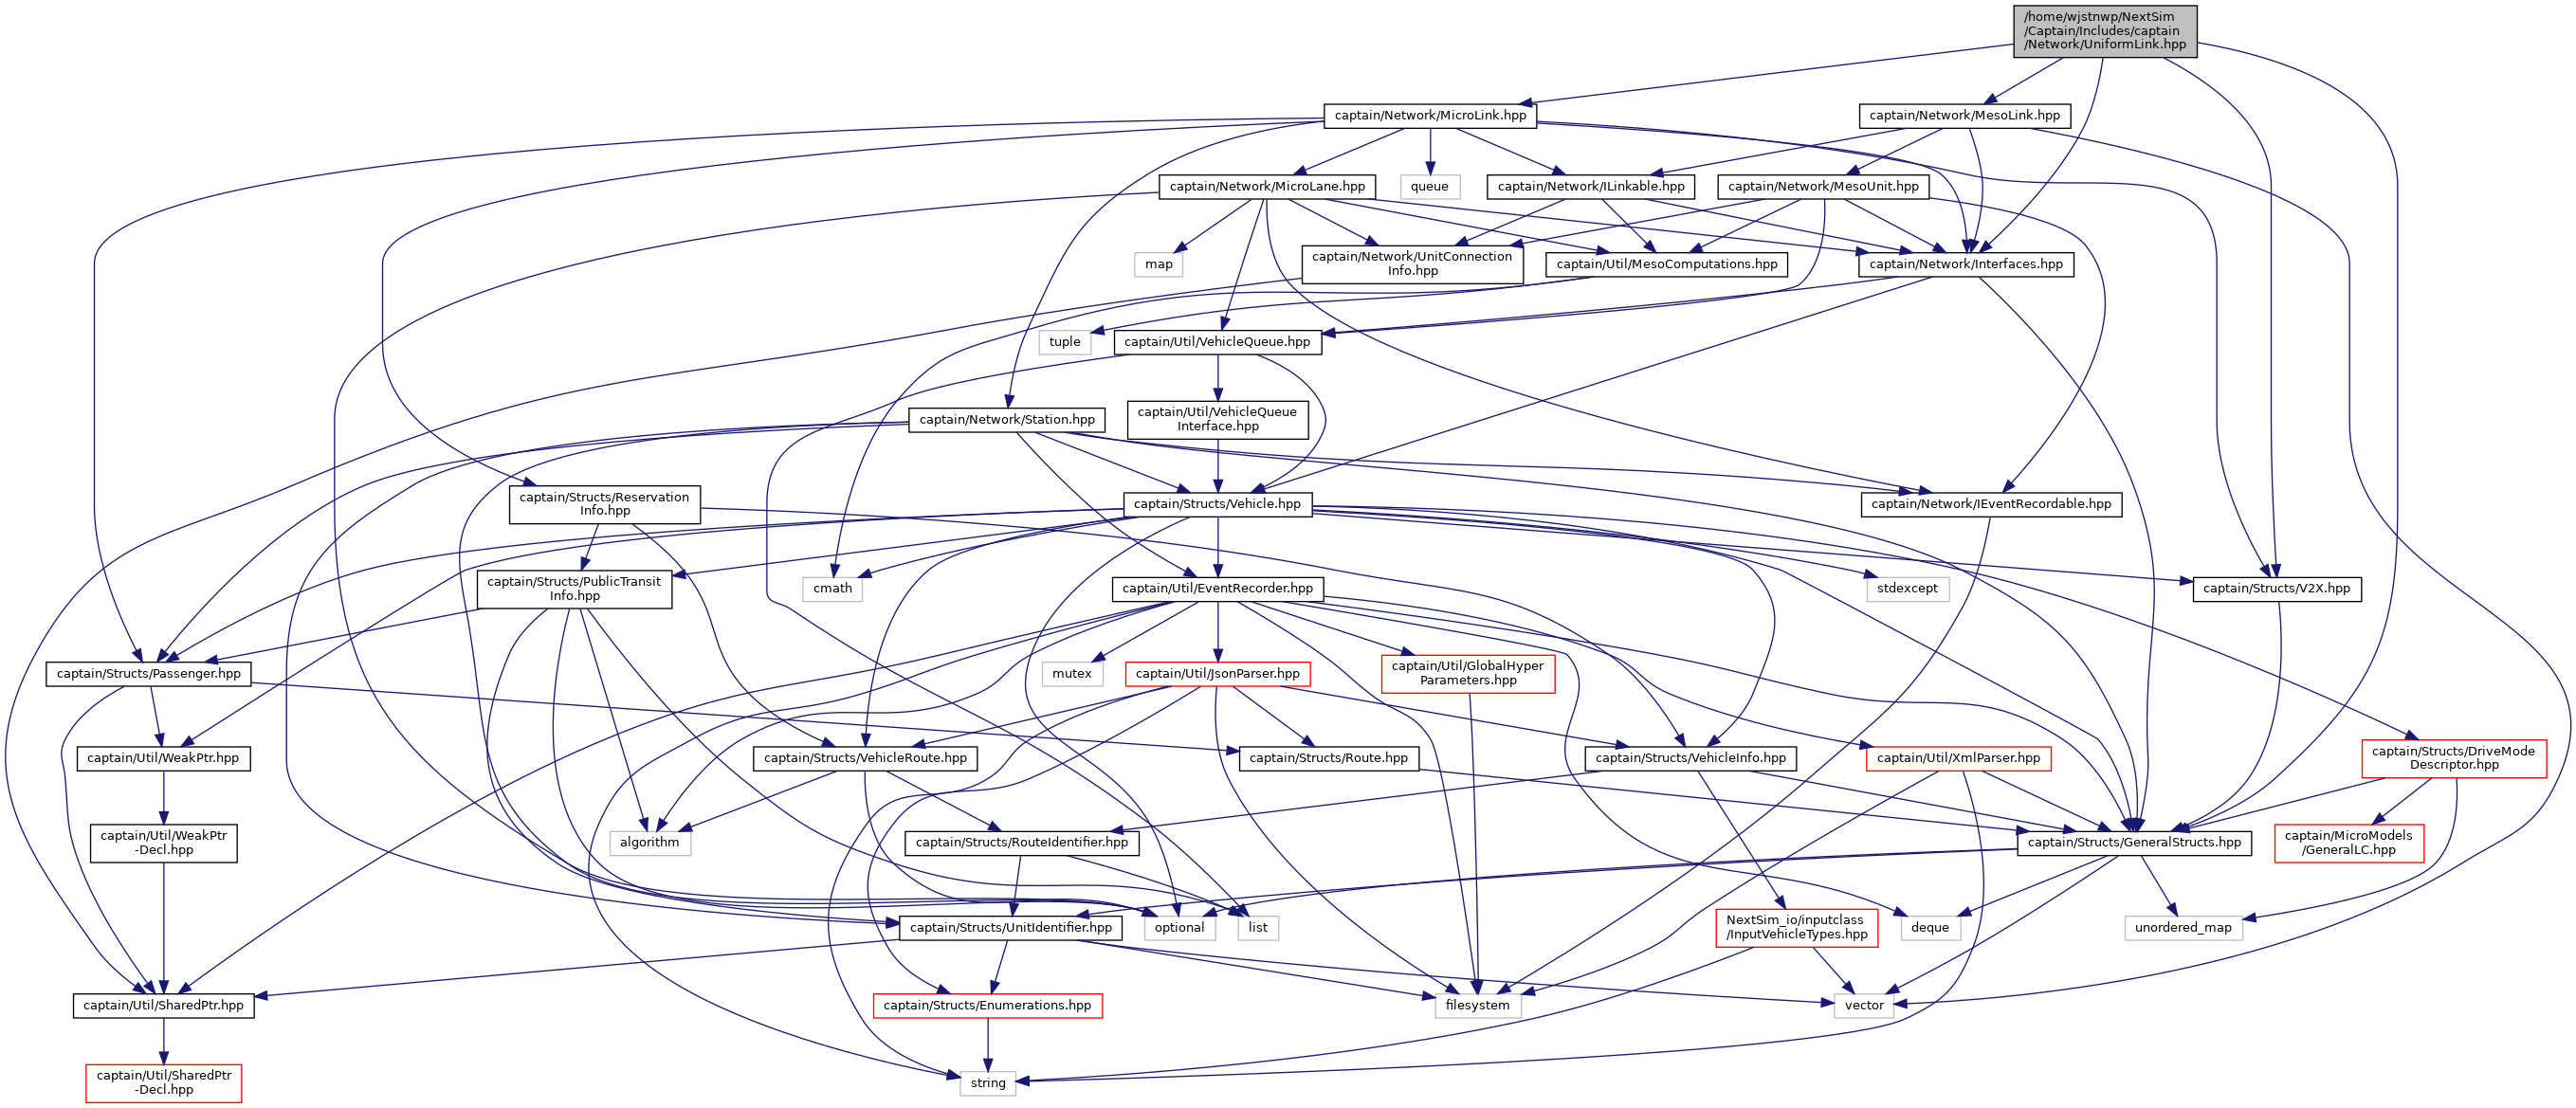 /home/wjstnwp/NextSim
/Captain/Includes/captain
/Network/UniformLink.hpp
captain/Network/MicroLink.hpp
captain/Network/MesoLink.hpp
captain/Network/MicroLane.hpp
queue
captain/Network/ILinkable.hpp
captain/Network/MesoUnit.hpp
map
captain/Network/UnitConnection
Info.hpp
captain/Util/MesoComputations.hpp
captain/Network/Interfaces.hpp
tuple
captain/Util/VehicleQueue.hpp
captain/Network/Station.hpp
captain/Util/VehicleQueue
Interface.hpp
captain/Structs/Reservation
Info.hpp
captain/Structs/Vehicle.hpp
captain/Network/IEventRecordable.hpp
captain/Structs/PublicTransit
Info.hpp
cmath
captain/Util/EventRecorder.hpp
stdexcept
captain/Structs/V2X.hpp
captain/Structs/Passenger.hpp
mutex
captain/Util/JsonParser.hpp
captain/Util/GlobalHyper
Parameters.hpp
captain/Util/WeakPtr.hpp
captain/Structs/VehicleRoute.hpp
captain/Structs/Route.hpp
captain/Structs/VehicleInfo.hpp
captain/Util/XmlParser.hpp
captain/Structs/DriveMode
Descriptor.hpp
captain/Util/WeakPtr
-Decl.hpp
algorithm
captain/Structs/RouteIdentifier.hpp
captain/Structs/GeneralStructs.hpp
captain/MicroModels
/GeneralLC.hpp
captain/Structs/UnitIdentifier.hpp
optional
list
NextSim_io/inputclass
/InputVehicleTypes.hpp
deque
unordered_map
captain/Util/SharedPtr.hpp
captain/Structs/Enumerations.hpp
filesystem
vector
captain/Util/SharedPtr
-Decl.hpp
string